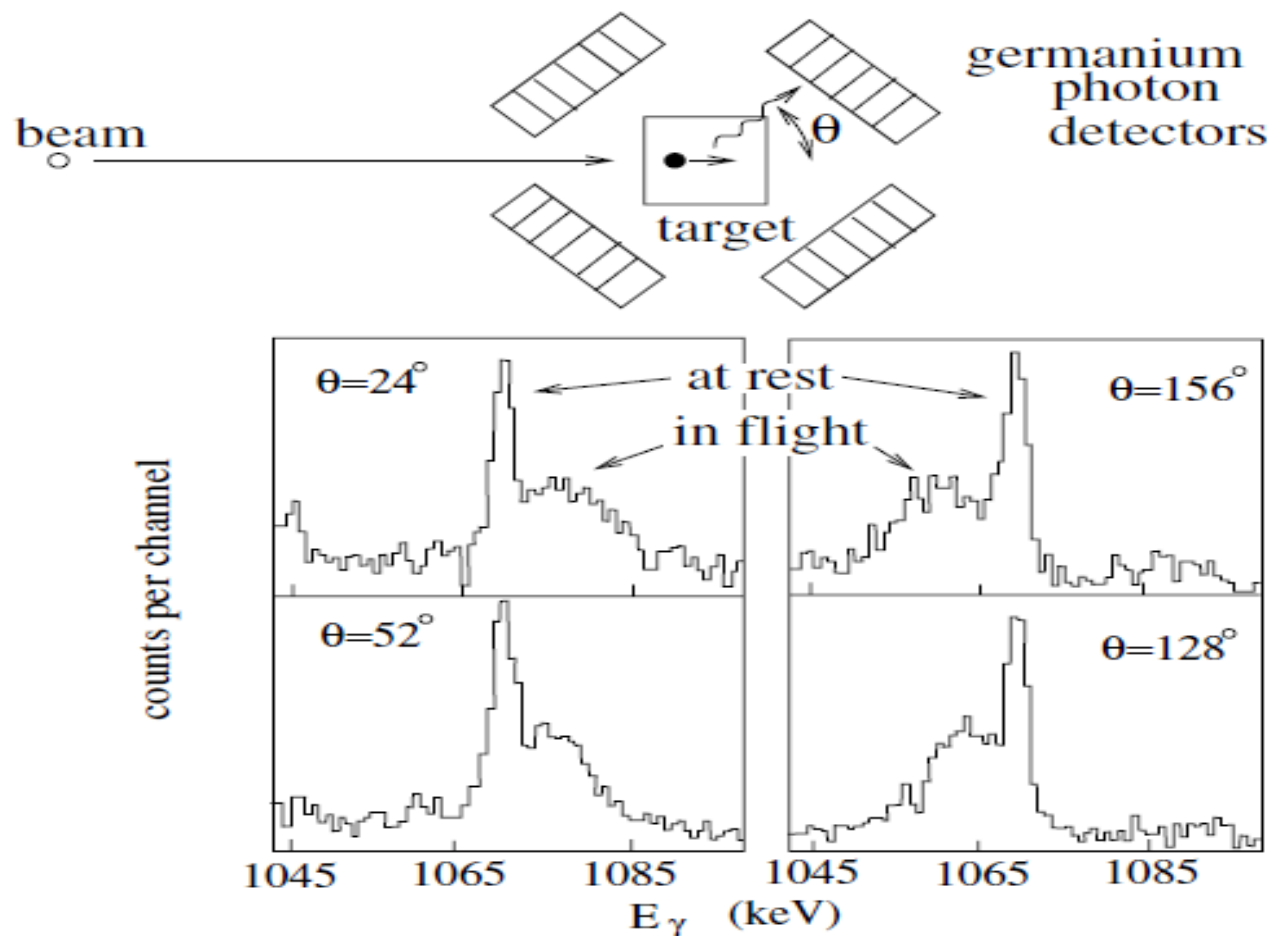 germanium
photon
detectors
beam
θ
target
θ=24°
at rest
θ=156°
in flight
counts per channel
θ=52°
θ=128°
1045 1065 1085 1045 1065 1085
E γ (keV)